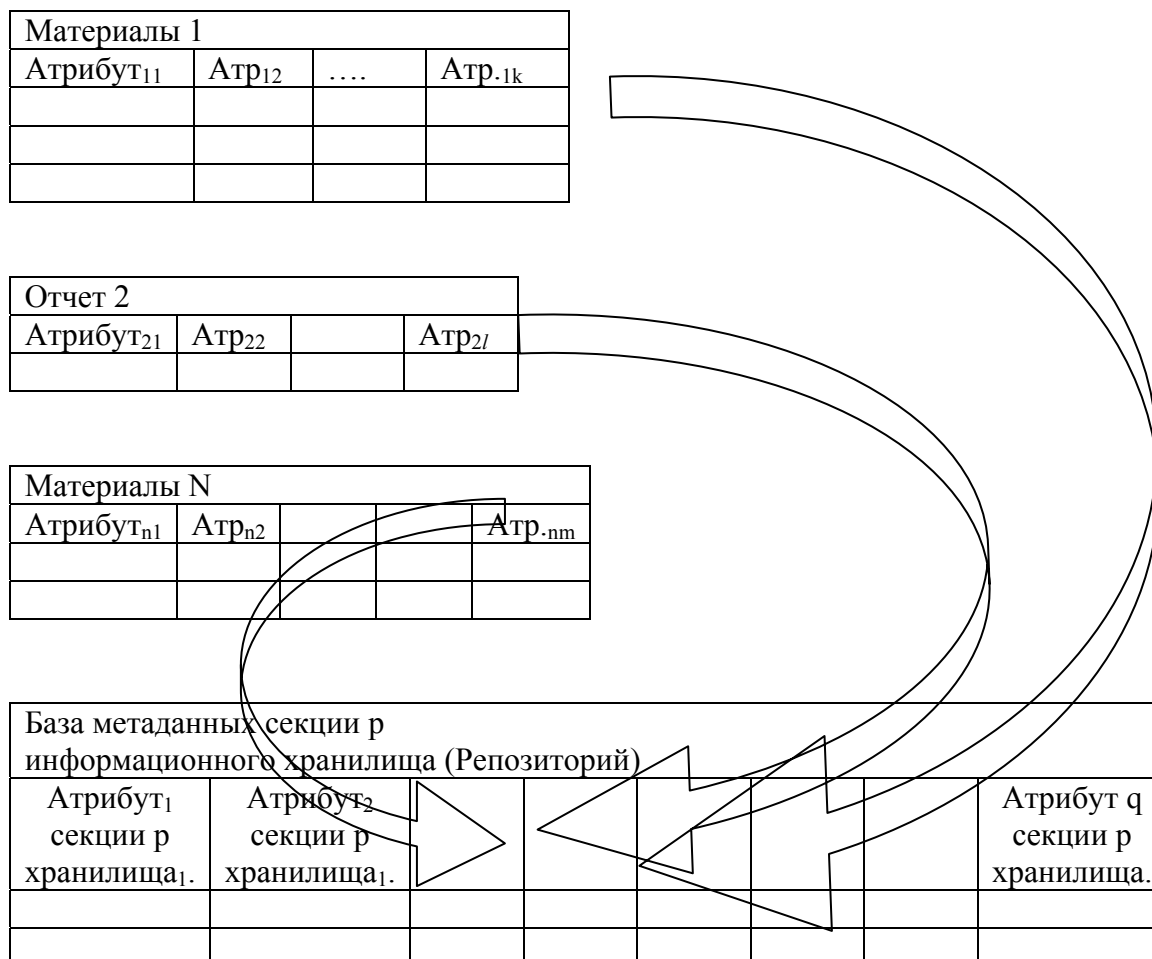 Материалы 1
Атрибут11 Атр12 …. Атр.1k
Отчет 2
Атрибут21 Атр22 Атр2l
Материалы N
Атрибутn1 Атрn2 Атр.nm
База метаданных секции р
информационного хранилища (Репозиторий)
Атрибут1
секции р
хранилища1.
Атрибут2
секции р
хранилища1.
Атрибут q
секции р
хранилища.